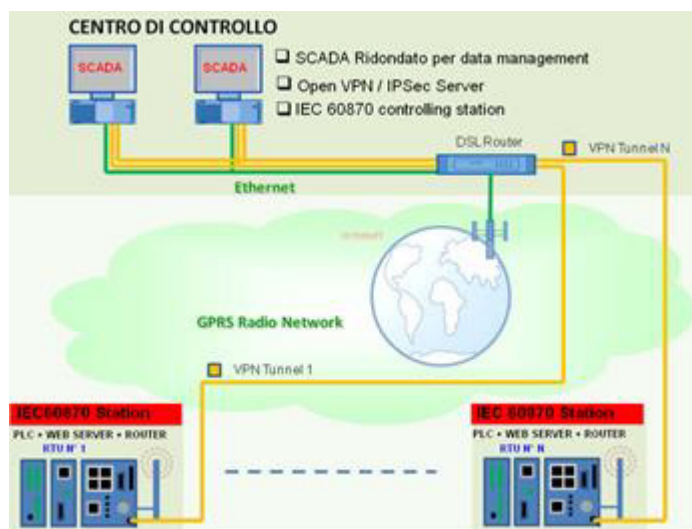 CENTRO DI CONTROLLO
SCADA
SCADA
SCADA Ridondato per data management
Open VPN / IPSec Server
IEC 60870 controlling station
DSL Router
VPN Tunnel N
Ethernet
GPRS Radio Network
VPN Tunnel 1
IEC60870 Station
PLC • WEB SERVER • ROUTER
RTU N° 1
IEC 60870 Station
PLC • WEB SERVER • ROUTER
RTU N° N